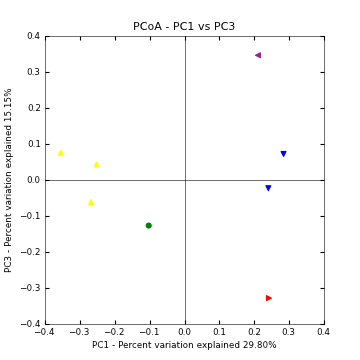 PCoA - PC1 vs PC3
0.4
0.3
0.2
0.1
0.0
−0.1
−0.2
−0.3
−0.4
PC3 - Percent variation explained 15.15%
−0.4 −0.3 −0.2 −0.1 0.0 0.1 0.2 0.3 0.4
PC1 - Percent variation explained 29.80%